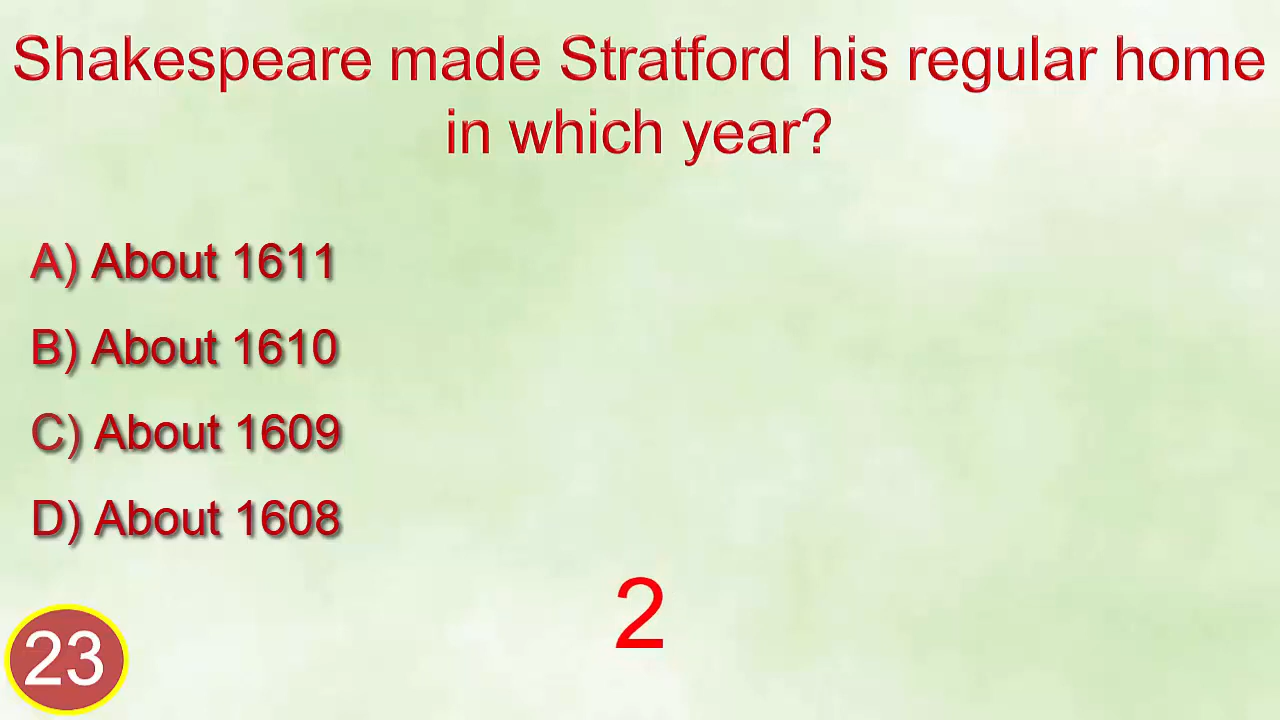 Shakespeare made Stratford his regular home
in which year?
A) About 1611
B) About 1610
C) About 1609
D) About 1608
2
23